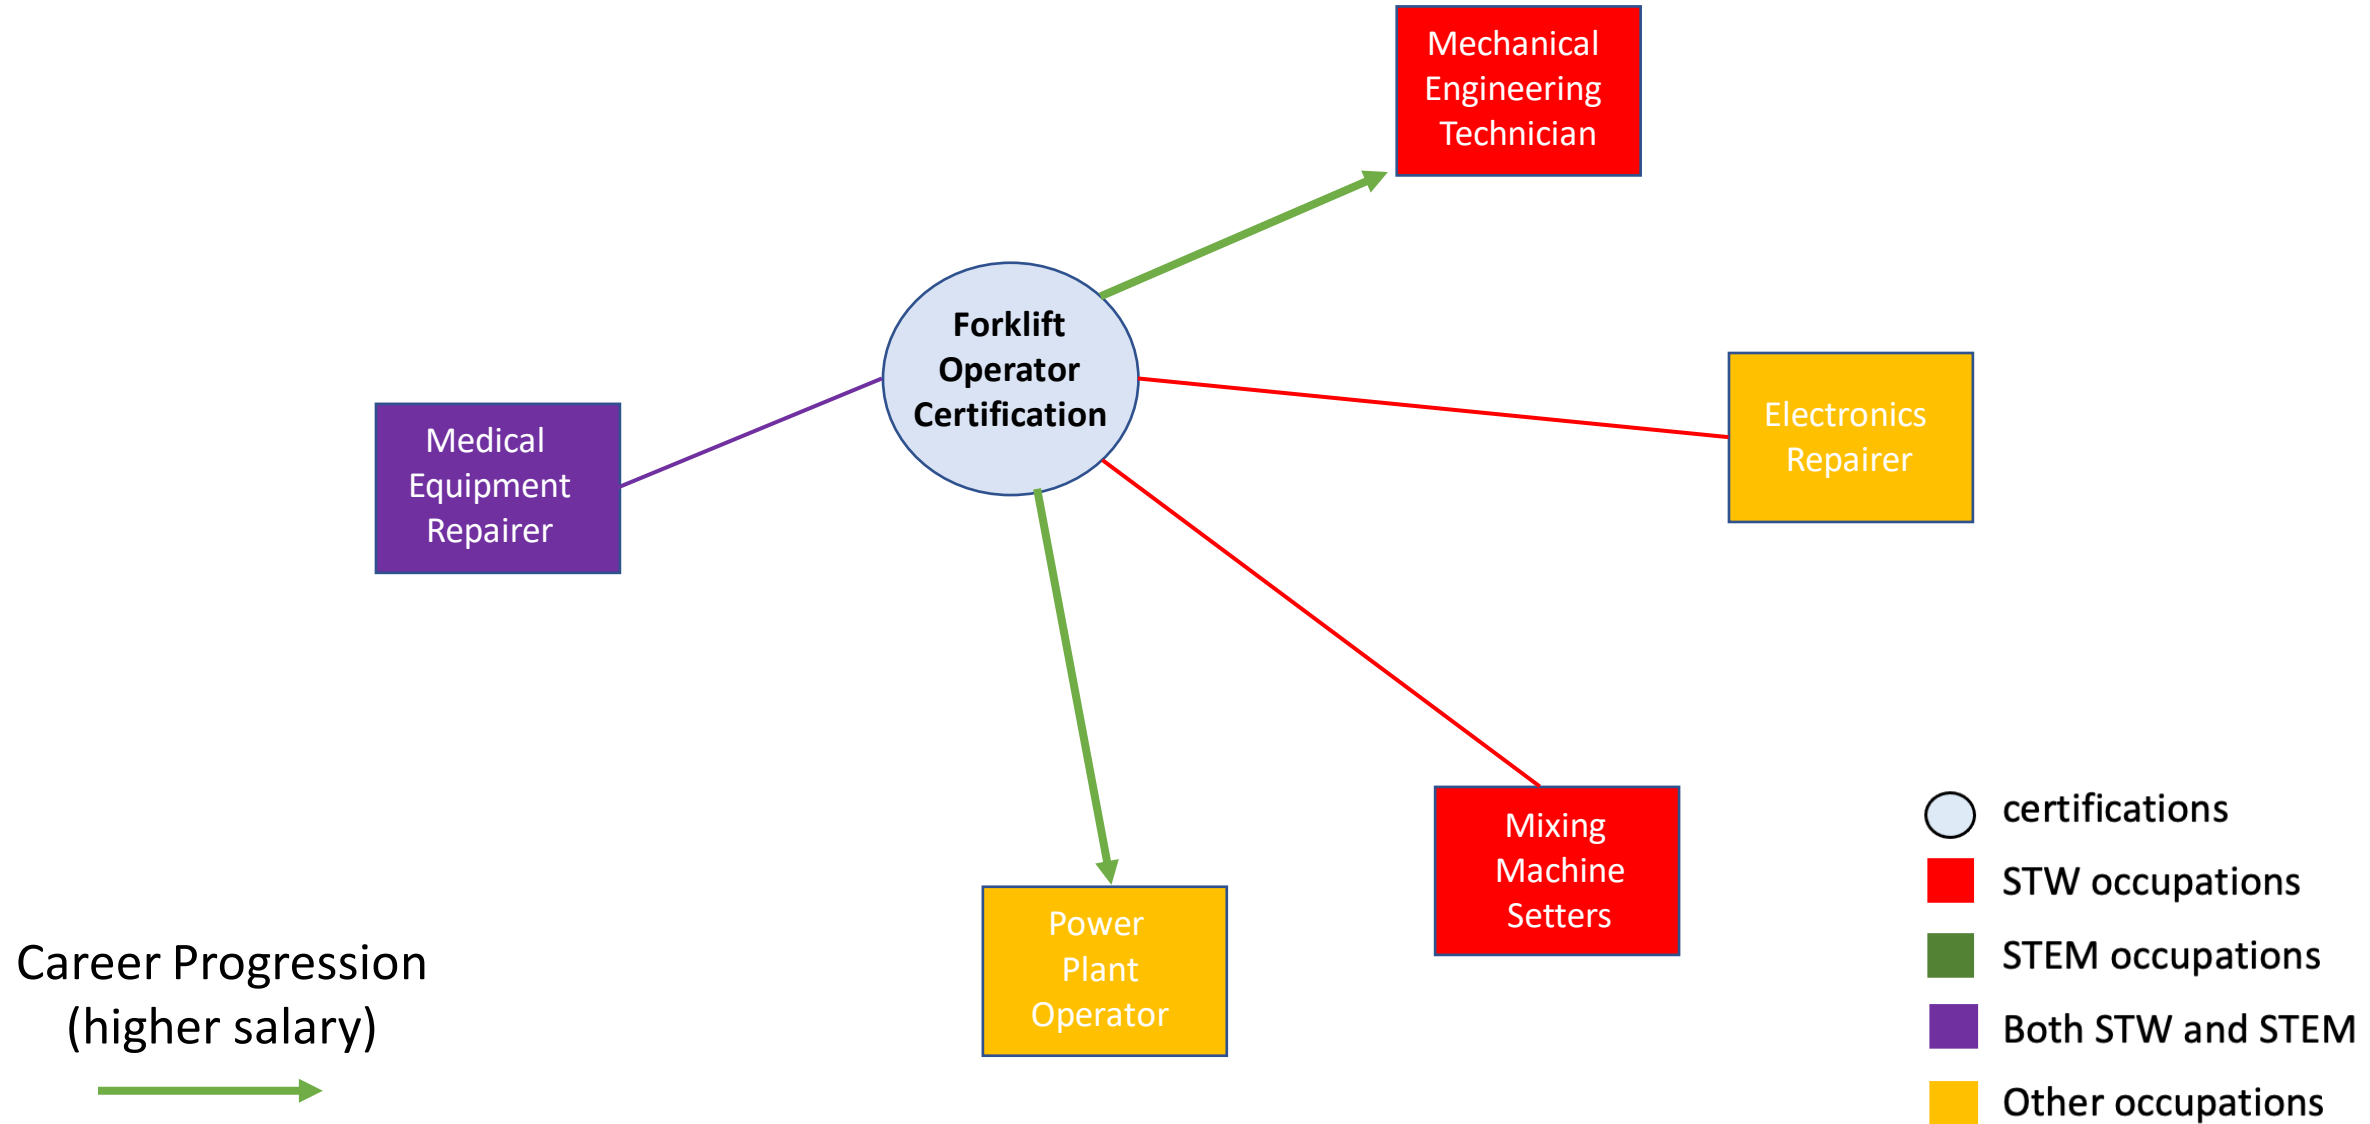 Mechanical
Engineering
Technician
Forklift
Operator
Certification
Electronics
Repairer
Medical
Equipment
Repairer
Mixing
Machine
Setters
Power
Plant
Operator
Career Progression
(higher salary)
certifications
STW occupations
STEM occupations
Both STW and STEM
Other occupations